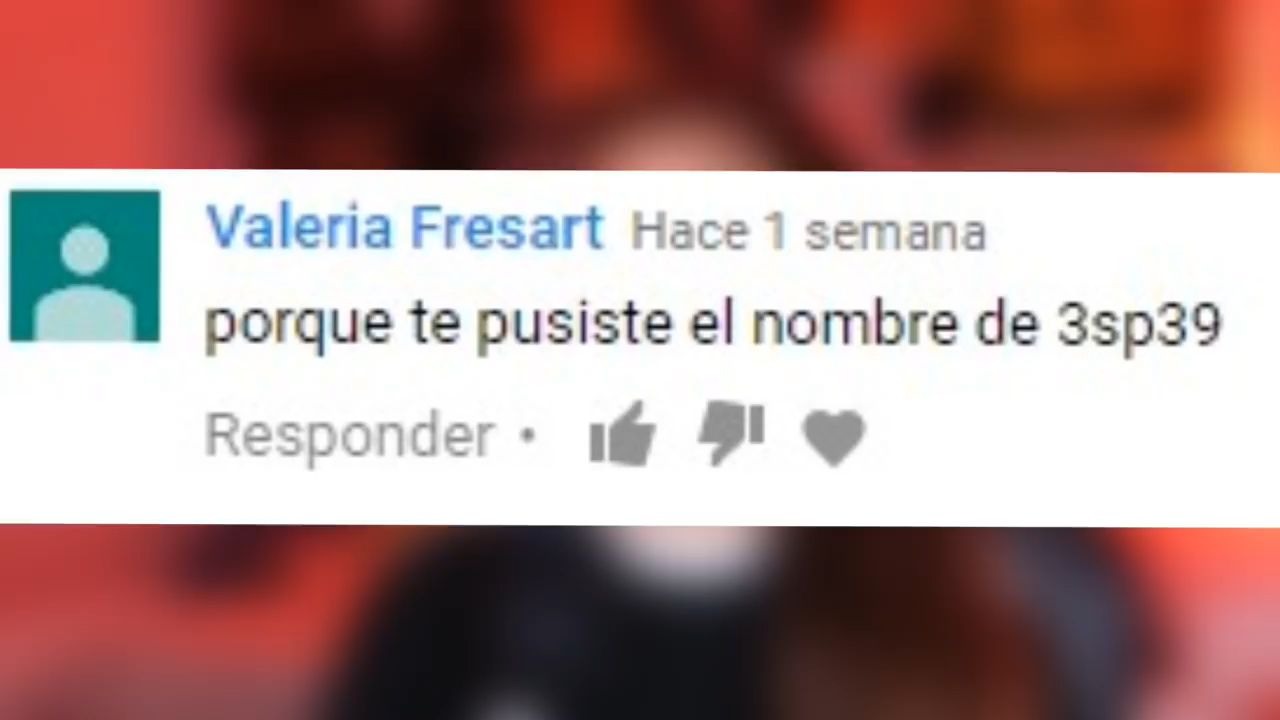 Valeria Fresart Hace 1 semana
porque te pusiste el nombre de 3sp39
Responder •